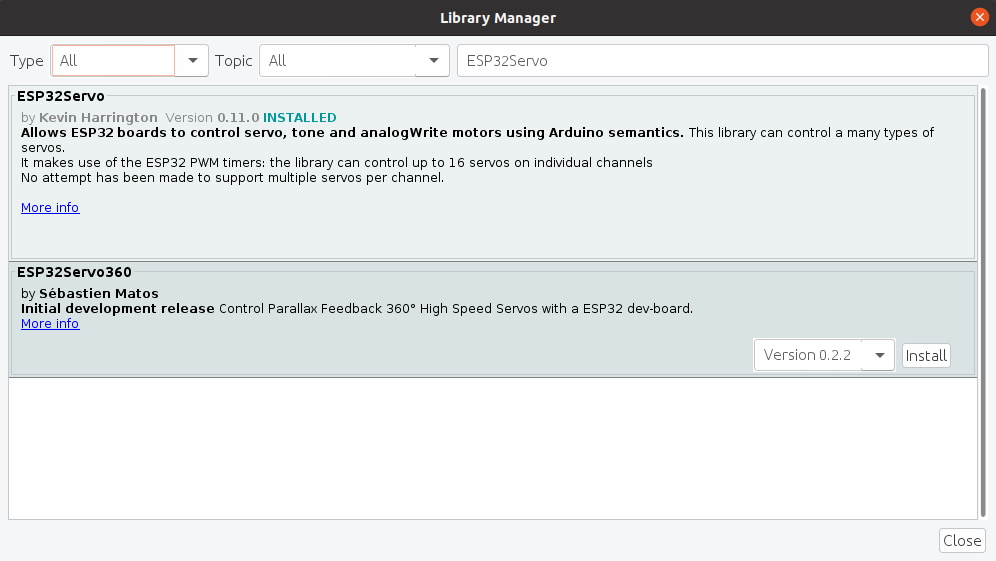 Library Manager
Type All Topic All ESP32Servo
ESP32Servo
by Kevin Harrington Version 0.11.0 INSTALLED
Allows ESP32 boards to control servo, tone and analogWrite motors using Arduino semantics. This library can control a many types of
servos.
It makes use of the ESP32 PWM timers: the library can control up to 16 servos on individual channels
No attempt has been made to support multiple servos per channel.
More info
ESP32Servo360
by Sébastien Matos
Initial development release Control Parallax Feedback 360° High Speed Servos with a ESP32 dev-board.
More info
Version 0.2.2 Install
Close